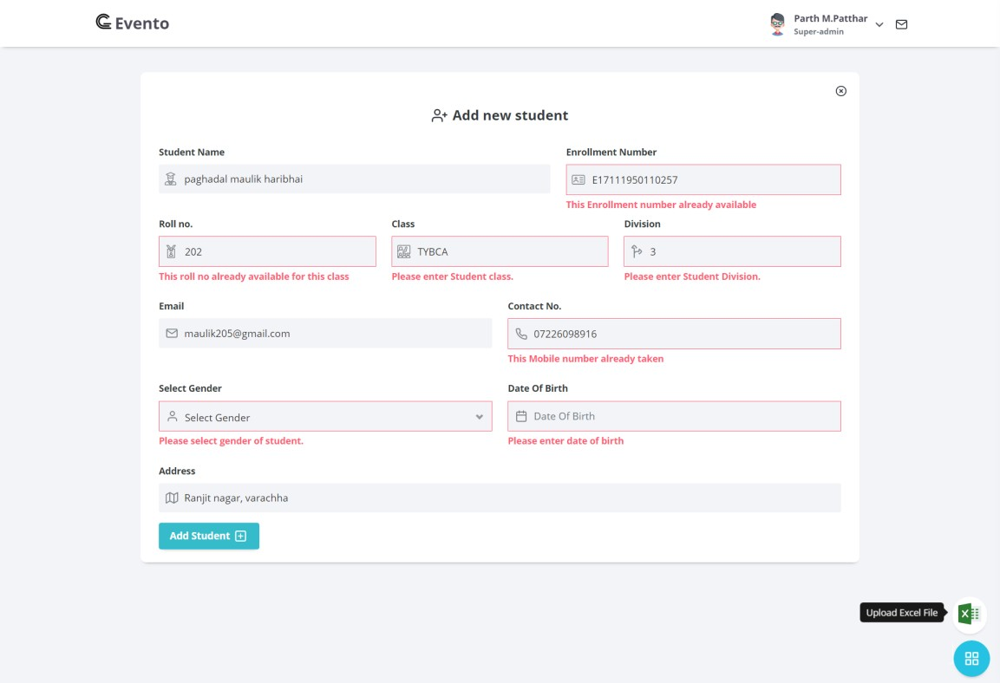 Evento
Parth M.Patthar
Super-admin
Add new student
Student Name
Enrollment Number
paghadal maulik haribhai
E17111950110257
This Enrollment number already available
Roll no.
Class
Division
202
TYBCA
3
This roll no already available for this class
Please enter Student class.
Please enter Student Division.
Email
Contact No.
maulik205@gmail.com
07226098916
This Mobile number already taken
Select Gender
Date Of Birth
Select Gender
Date Of Birth
Please select gender of student.
Please enter date of birth
Address
Ranjit nagar, varachha
Add Student
Upload Excel File